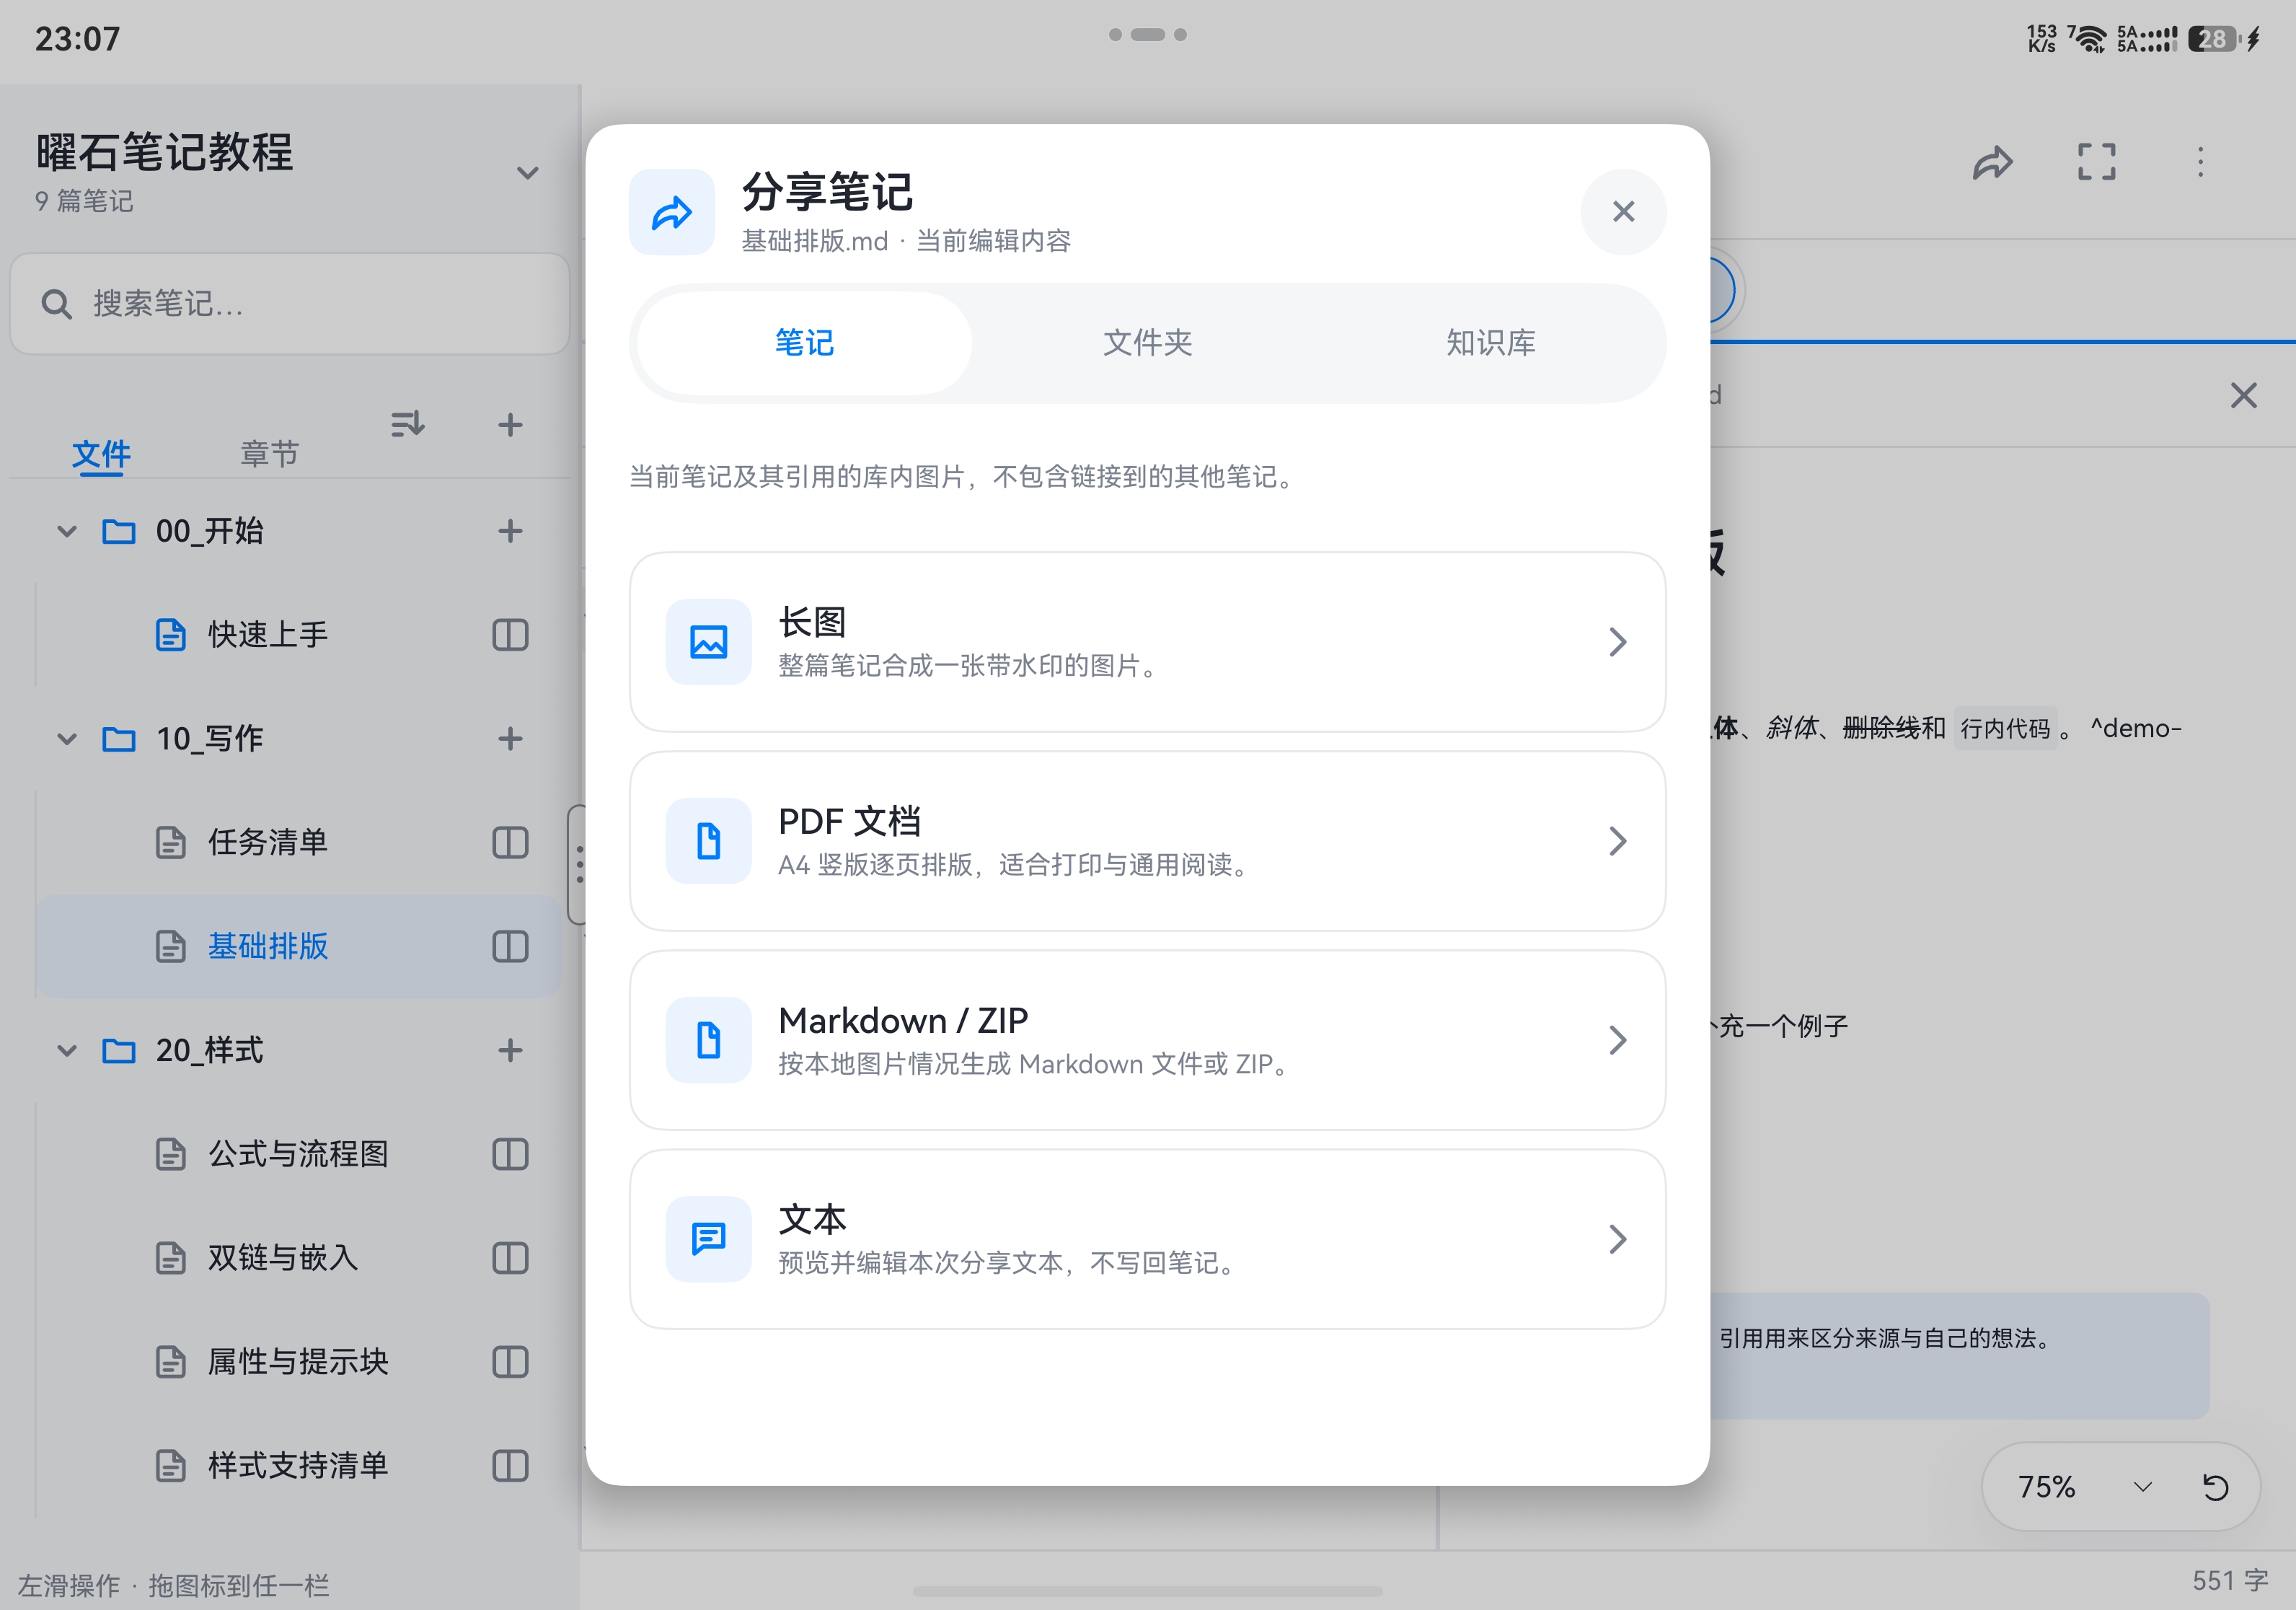 23:07
153
K/s
7
5A
5A
28
曜石笔记教程
9 篇笔记
搜索笔记...
文件
章节
00_开始
快速上手
10_写作
任务清单
基础排版
20_样式
公式与流程图
双链与嵌入
属性与提示块
样式支持清单
左滑操作 · 拖图标到任一栏
分享笔记
基础排版.md · 当前编辑内容
笔记
文件夹
知识库
当前笔记及其引用的库内图片，不包含链接到的其他笔记。
长图
整篇笔记合成一张带水印的图片。
PDF 文档
A4 竖版逐页排版，适合打印与通用阅读。
Markdown / ZIP
按本地图片情况生成 Markdown 文件或 ZIP。
文本
预览并编辑本次分享文本，不写回笔记。
d
体、斜体、删除线和 行内代码 。 ^demo-
充一个例子
引用用来区分来源与自己的想法。
75%
551 字